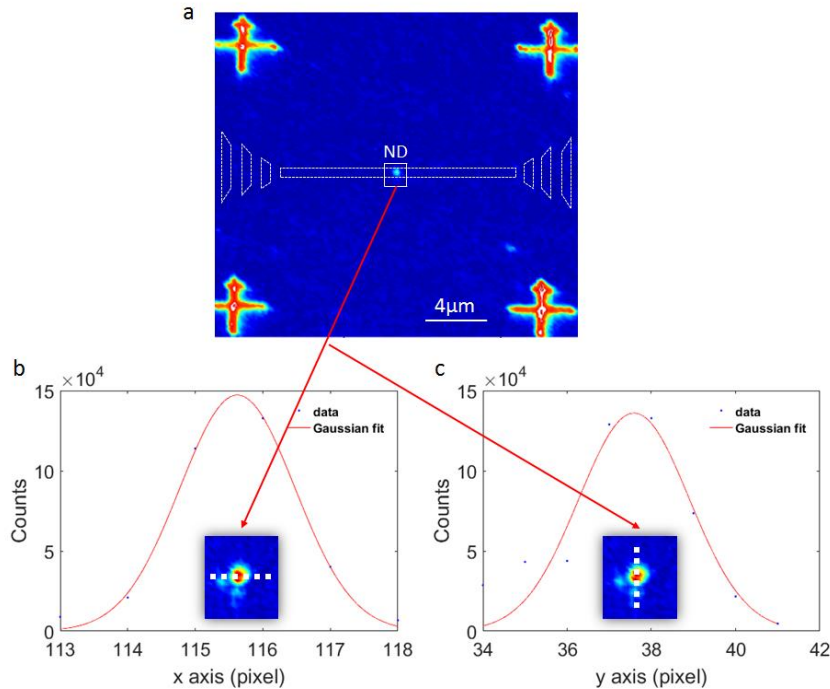 a
ND
4μm
b
×10⁴
15
10
5
0
Counts
data
Gaussian fit
113
114
115
116
117
118
x axis (pixel)
c
×10⁴
15
10
5
0
Counts
data
Gaussian fit
34
36
38
40
42
y axis (pixel)